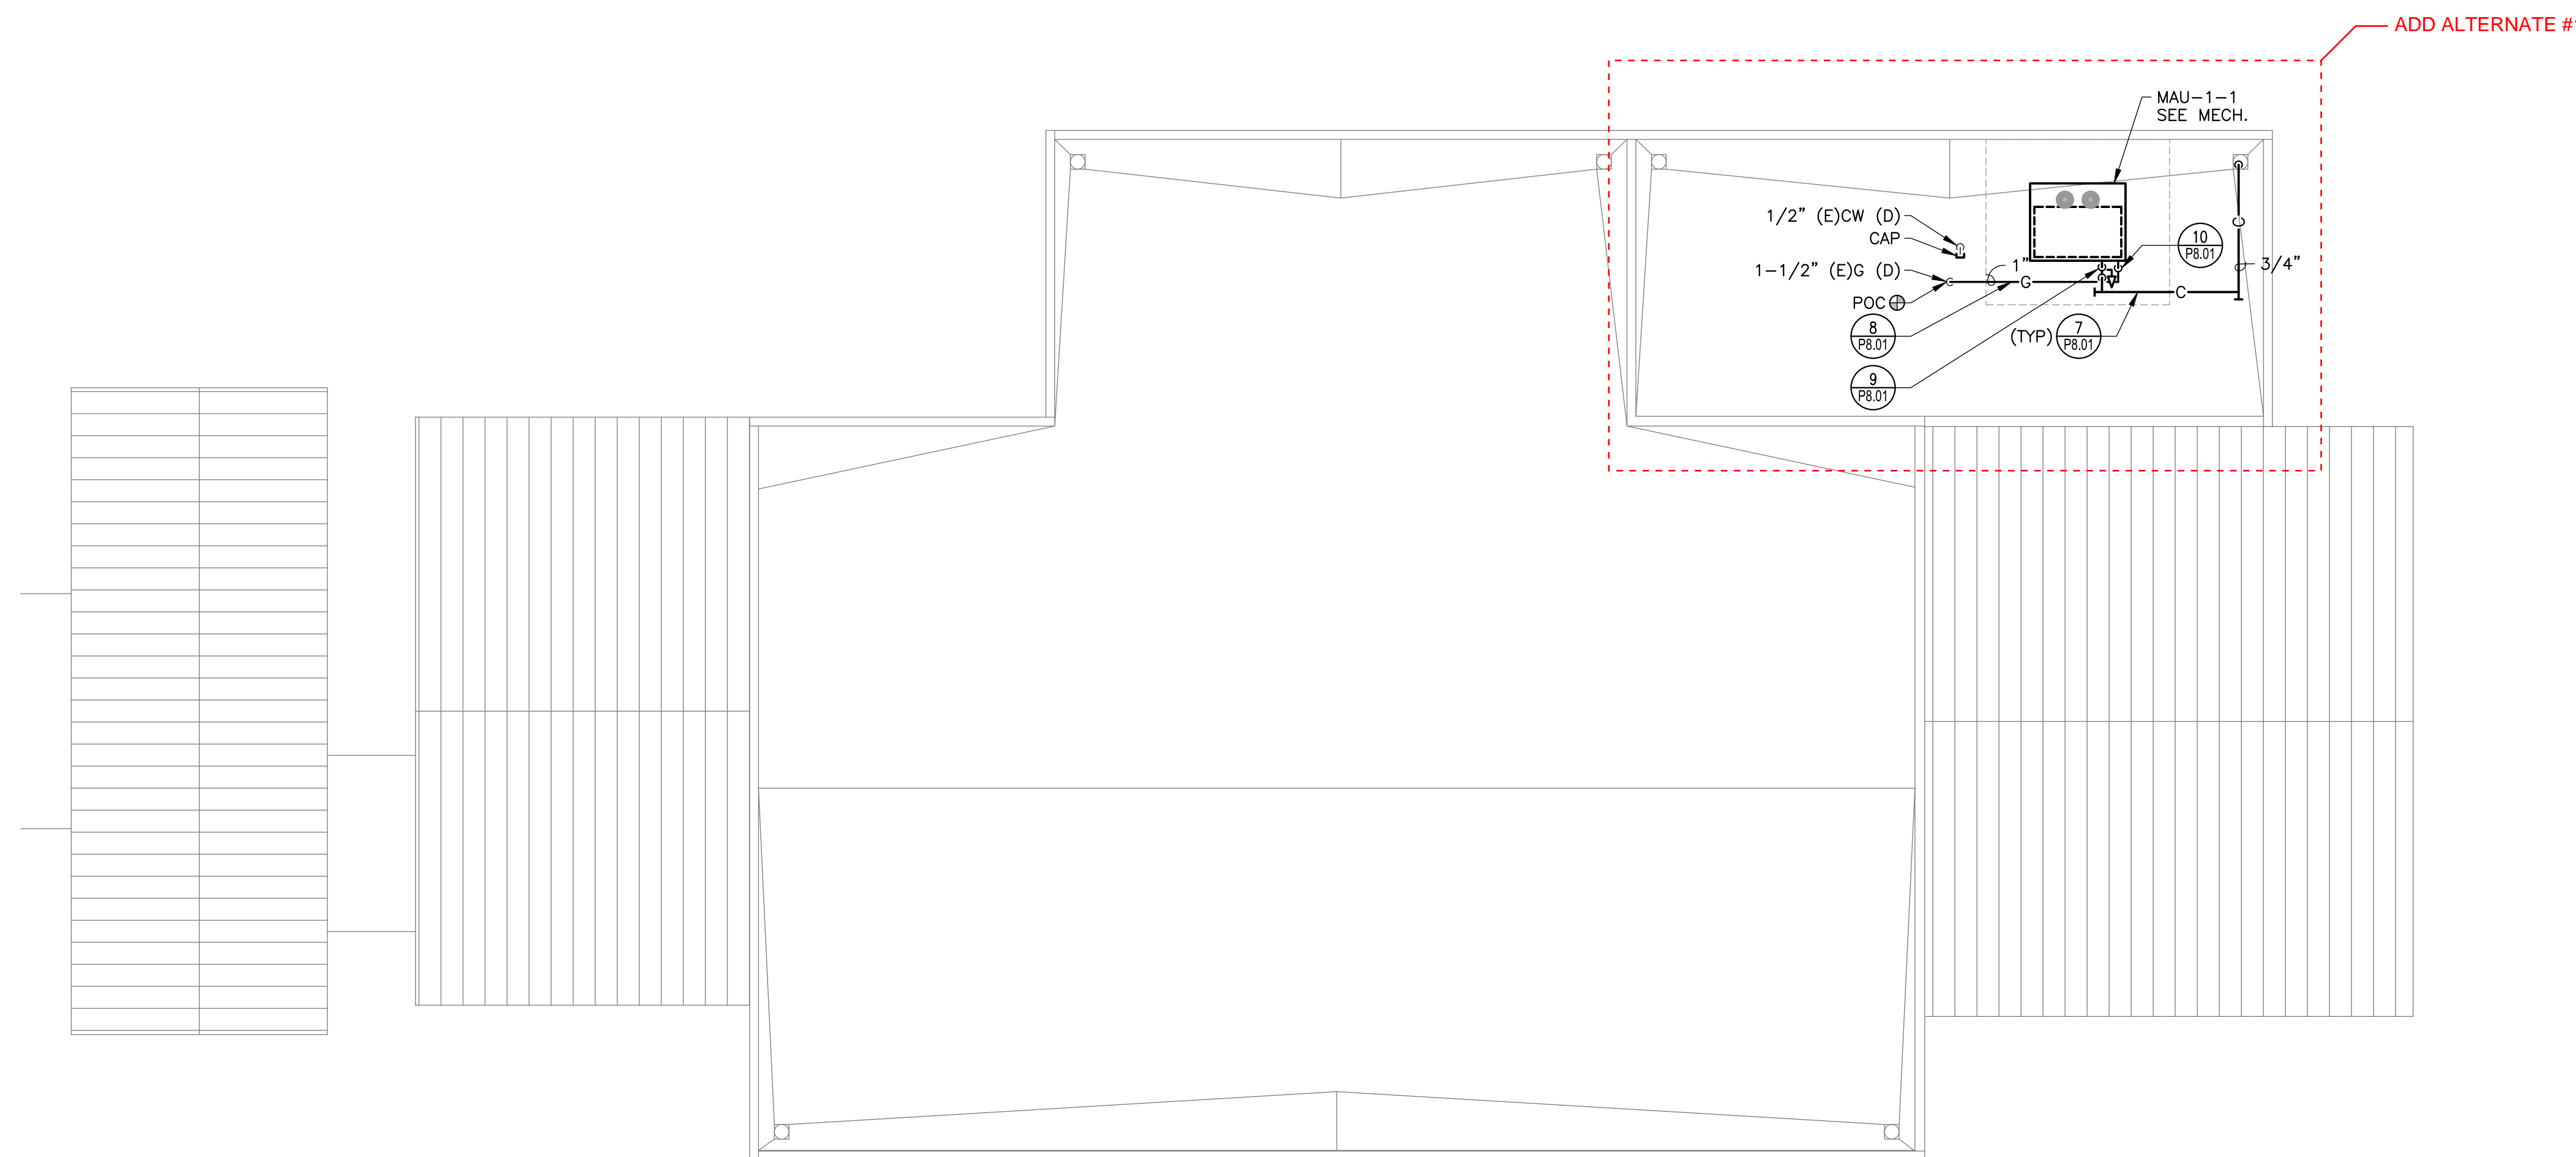 ADD ALTERNATE #
MAU-1-1
SEE MECH.
1/2" (E)CW (D)
CAP
10
P8.01
1-1/2" (E)G (D)
1"
3/4"
G
C
C
POC
8
P8.01
(TYP)
7
P8.01
9
P8.01